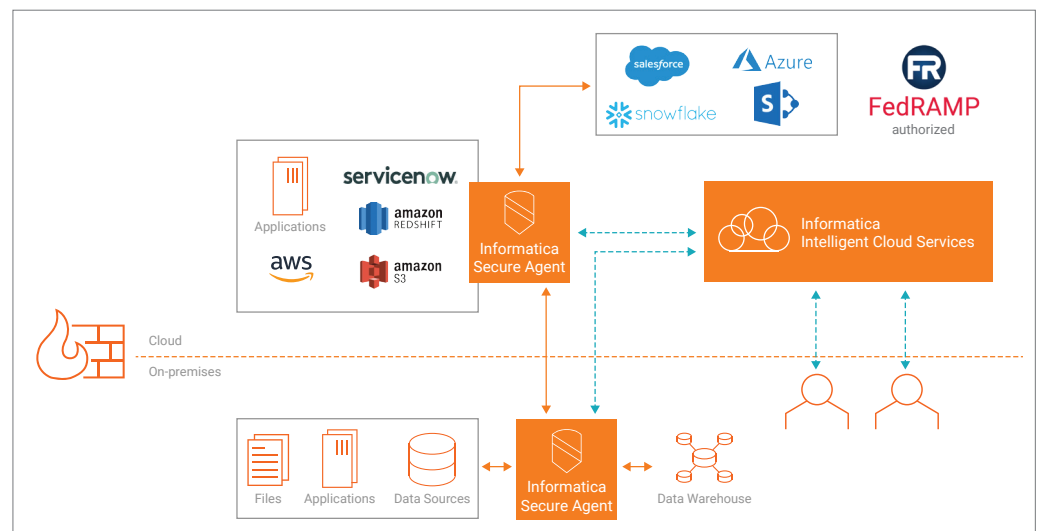 salesforce
Azure
snowflake
S
FR
FedRAMP
authorized
servicenow.
Applications
amazon
REDSHIFT
aws
amazon
S3
Informatica
Secure Agent
Informatica
Intelligent Cloud Services
Cloud
On-premises
Files
Applications
Data Sources
Informatica
Secure Agent
Data Warehouse